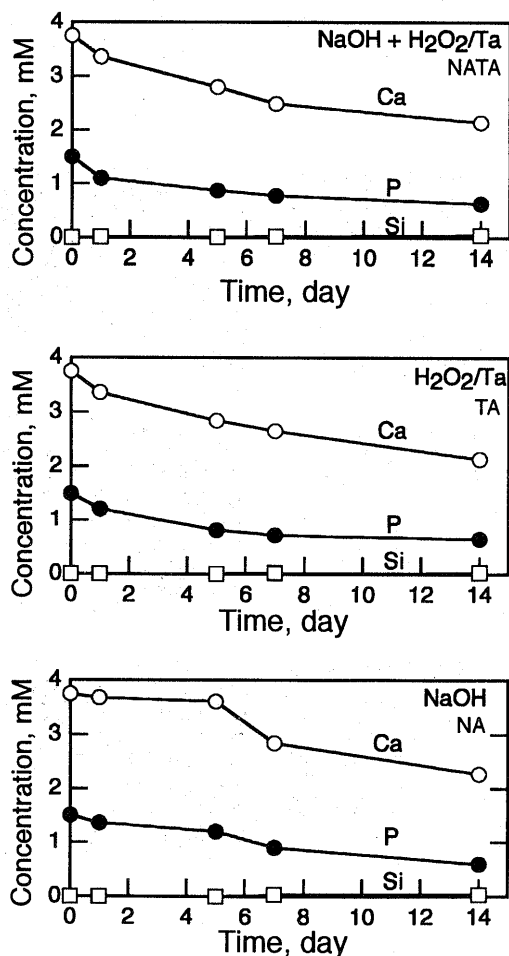 Concentration, mM
4
3
2
1
0
NaOH + H2O2/Ta
NATA
Ca
P
Si
0 2 4 6 8 10 12 14
Time, day
Concentration, mM
4
3
2
1
0
H2O2/Ta
TA
Ca
P
Si
0 2 4 6 8 10 12 14
Time, day
Concentration, mM
4
3
2
1
0
NaOH
NA
Ca
P
Si
0 2 4 6 8 10 12 14
Time, day